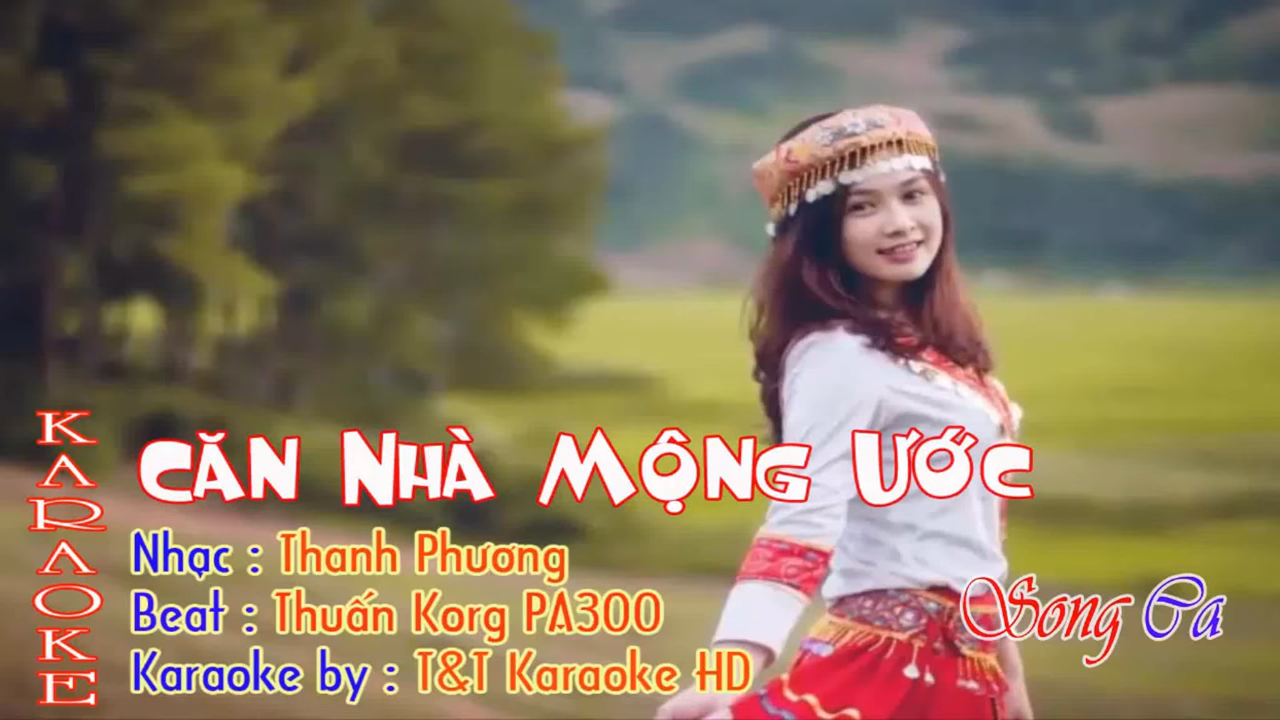 KARAOKE
CĂN NHÀ MỘNG ƯỚC
Nhạc : Thanh Phương
Beat : Thuấn Korg PA300
Karaoke by : T&T Karaoke HD
Song Ca